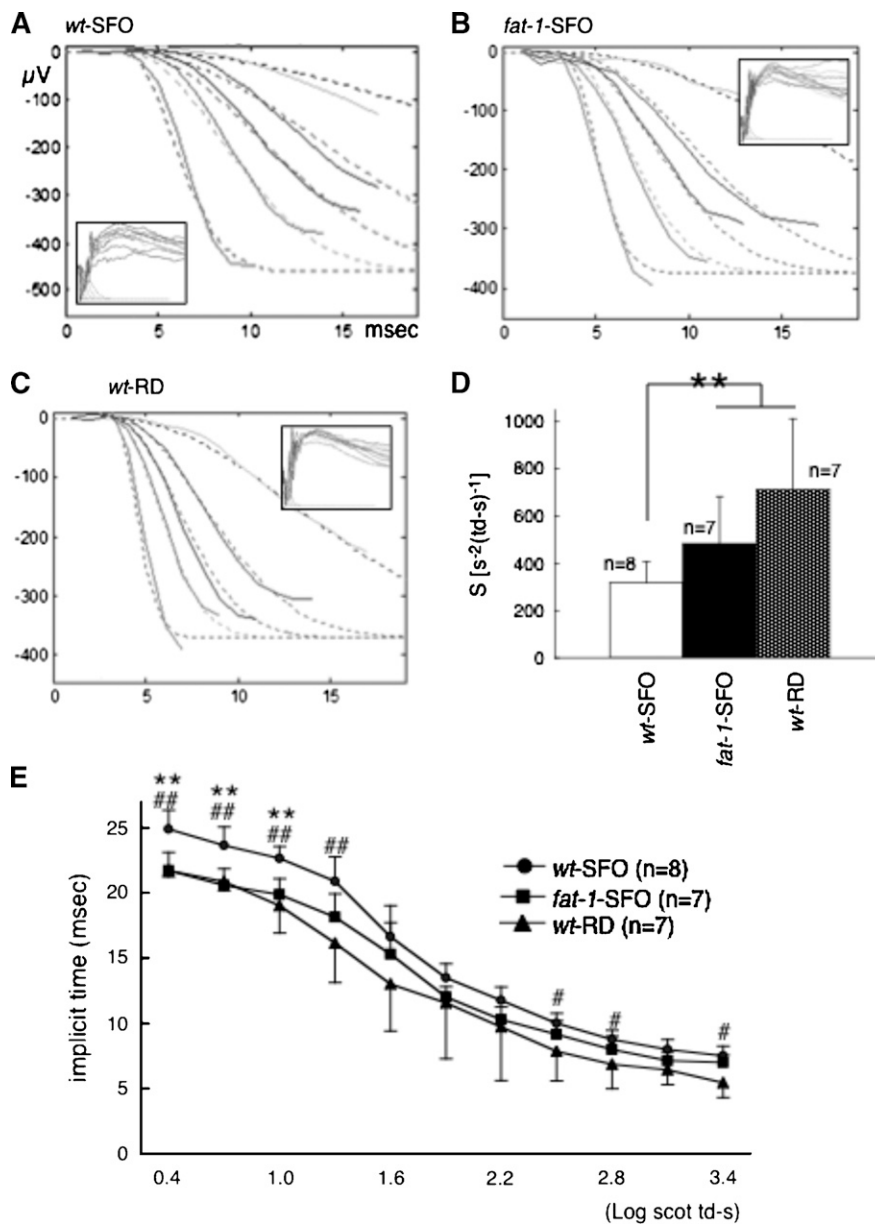 A wt-SFO
µV
0
-100
-200
-300
-400
-500
0 5 10 15 msec
B fat-1-SFO
0
-100
-200
-300
-400
0 5 10 15
C wt-RD
0
-100
-200
-300
-400
0 5 10 15
D
**
S [s-2(td-s)-1]
1000
800
600
400
200
0
n=8
n=7
n=7
wt-SFO
fat-1-SFO
wt-RD
E
** ** **
## ## ## ##
# # #
implicit time (msec)
25
20
15
10
5
0
wt-SFO (n=8)
fat-1-SFO (n=7)
wt-RD (n=7)
0.4 1.0 1.6 2.2 2.8 3.4
(Log scot td-s)